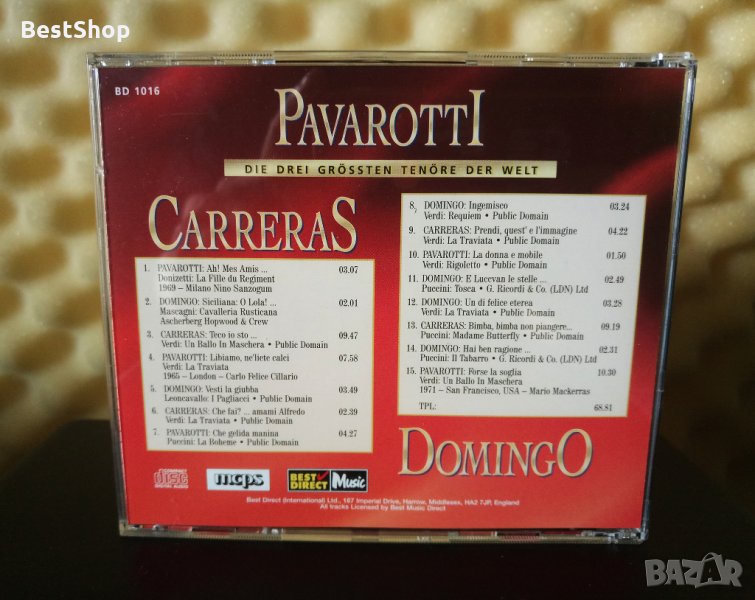 BestShop
BD 1016
PAVAROTTI
DIE DREI GRÖSSTEN TENÖRE DER WELT
CARRERAS
1. PAVAROTTI: Ah! Mes Amis ... 03.07
Donizetti: La Fille du Regiment
1969 – Milano Nino Sanzogum
2. DOMINGO: Siciliana: O Lola! ... 02.01
Mascagni: Cavalleria Rusticana
Ascherberg Hopwood & Crew
3. CARRERAS: Teco io sto ... 09.47
Verdi: Un Ballo In Maschera • Public Domain
4. PAVAROTTI: Libiamo, ne'liete calci 07.58
Verdi: La Traviata
1965 – London – Carlo Felice Cillario
5. DOMINGO: Vesti la giubba 03.49
Leoncavallo: I Pagliacci • Public Domain
6. CARRERAS: Che fai? ... amami Alfredo 02.39
Verdi: La Traviata • Public Domain
7. PAVAROTTI: Che gelida manina 04.27
Puccini: La Boheme • Public Domain
8, DOMINGO: Ingemisco 03.24
Verdi: Requiem • Public Domain
9. CARRERAS: Prendi, quest' e l'immagine 04.22
Verdi: La Traviata • Public Domain
10. PAVAROTTI: La donna e mobile 01.50
Verdi: Rigoletto • Public Domain
11. DOMINGO: E Lucevan le stelle ... 02.49
Puccini: Tosca • G. Ricordi & Co. (LDN) Ltd
12. DOMINGO: Un di felice eterea 03.28
Verdi: La Traviata • Public Domain
13. CARRERAS: Bimba, bimba non piangere... 09.19
Puccini: Madame Butterfly • Public Domain
14. DOMINGO: Hai ben ragione ... 02.31
Puccini: Il Tabarro • G. Ricordi & Co. (LDN) Ltd
15. PAVAROTTI: Forse la soglia 10.30
Verdi: Un Ballo In Maschera
1971 – San Francisco, USA – Mario Mackerras
TPL: 68.81
DOMINGO
COMPACT disc DIGITAL AUDIO
mcps
BEST DIRECT Music
Best Direct (International) Ltd., 167 Imperial Drive, Harrow, Middlesex, HA2 7JP, England
All tracks Licensed by Best Music Direct
BAZAR